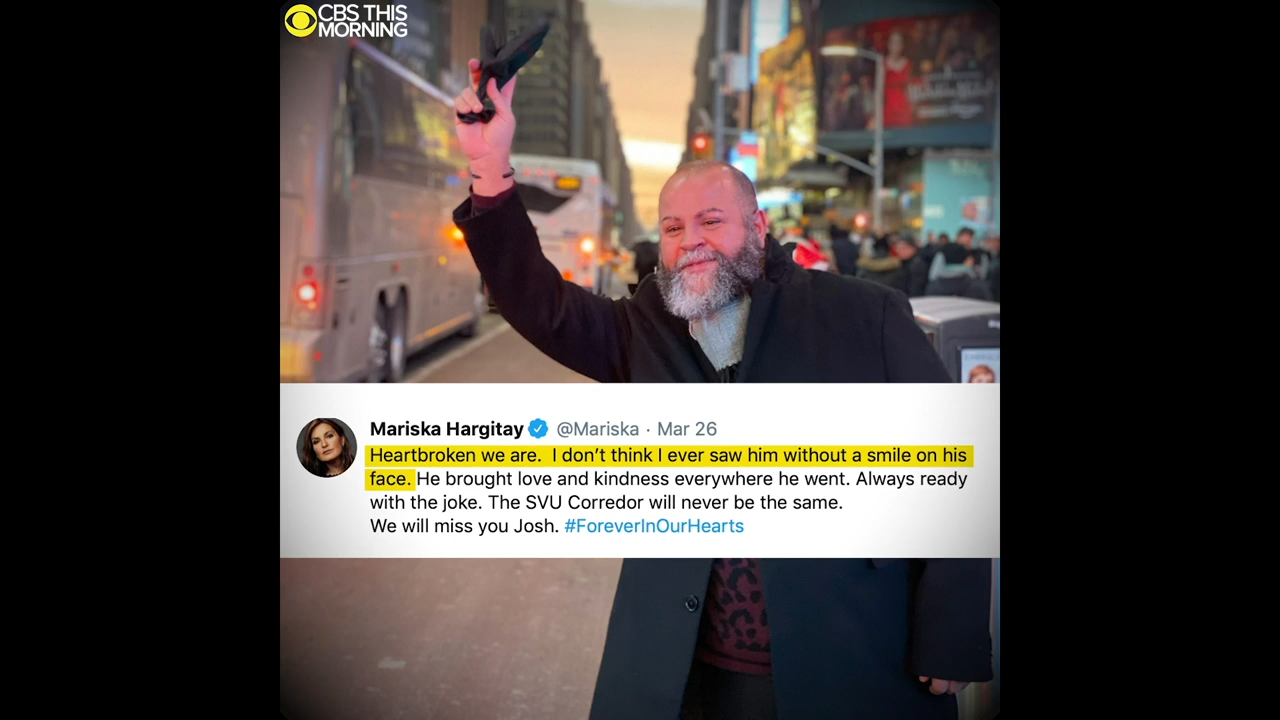 CBS THIS
MORNING
Mariska Hargitay @Mariska · Mar 26
Heartbroken we are.  I don’t think I ever saw him without a smile on his
face. He brought love and kindness everywhere he went. Always ready
with the joke. The SVU Corredor will never be the same.
We will miss you Josh. #ForeverInOurHearts